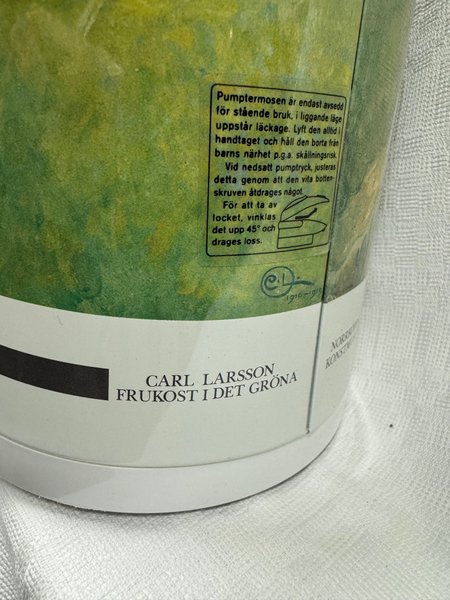 Pumptermosen är endast avsedd
för stående bruk, i liggande läge
uppstår läckage. Lyft den alltid i
handtaget och håll den borta från
barns närhet p.g.a. skållningsrisk.
Vid nedsatt pumptryck, justeras
detta genom att den vita botten-
skruven åtdrages något.
För att ta av
locket, vinklas
det upp 45° och
drages loss.
1910-191
CARL LARSSON
FRUKOST I DET GRÖNA